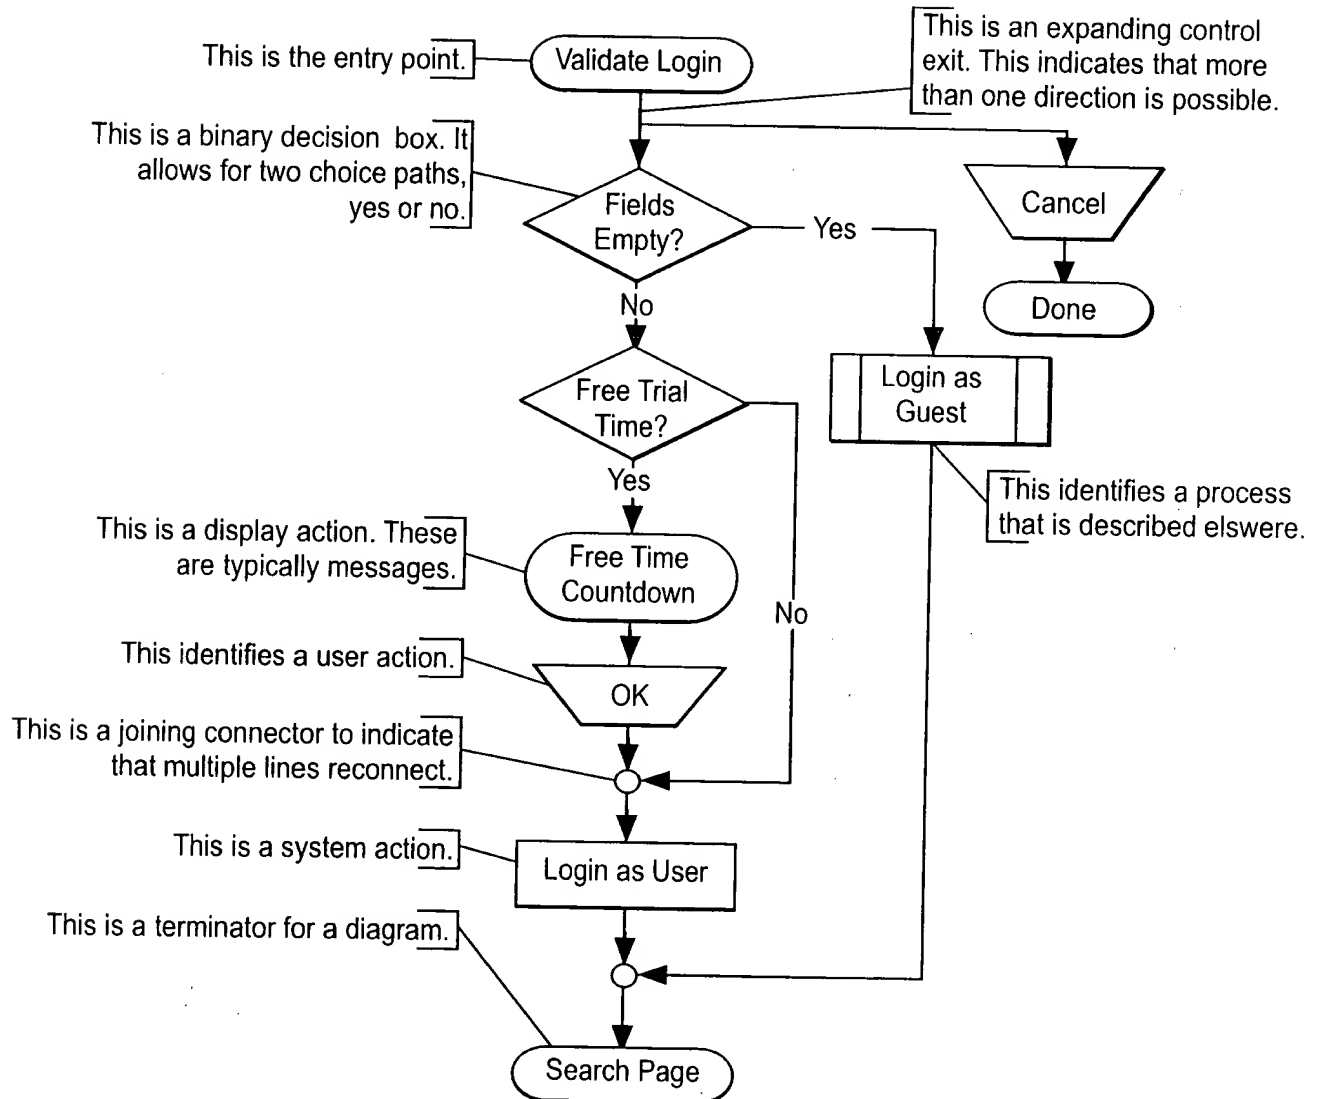 This is the entry point.
Validate Login
This is an expanding control
exit. This indicates that more
than one direction is possible.
This is a binary decision box. It
allows for two choice paths,
yes or no.
Fields
Empty?
Yes
Cancel
Done
No
Free Trial
Time?
Login as
Guest
Yes
This identifies a process
that is described elswere.
This is a display action. These
are typically messages.
Free Time
Countdown
No
This identifies a user action.
OK
This is a joining connector to indicate
that multiple lines reconnect.
This is a system action.
Login as User
This is a terminator for a diagram.
Search Page